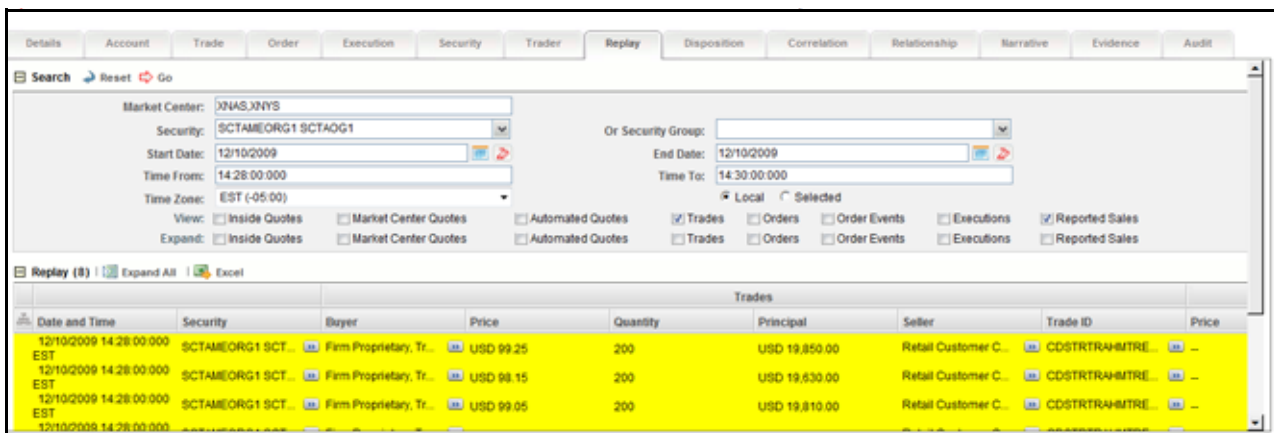 Details Account Trade Order Execution Security Trader Replay Disposition Correlation Relationship Narrative Evidence Audit
Search Reset Go
Market Center: XNAS,XNYS
Security: SCTAMEORG1 SCTAOG1 Or Security Group:
Start Date: 12/10/2009 End Date: 12/10/2009
Time From: 14:28:00:000 Time To: 14:30:00:000
Time Zone: EST (-05:00) Local Selected
View: Inside Quotes Market Center Quotes Automated Quotes Trades Orders Order Events Executions Reported Sales
Expand: Inside Quotes Market Center Quotes Automated Quotes Trades Orders Order Events Executions Reported Sales
Replay (8) | Expand All | Excel
Trades
Date and Time Security Buyer Price Quantity Principal Seller Trade ID Price
12/10/2009 14:28:00:000 EST SCTAMEORG1 SCT... Firm Proprietary, Tr... USD 99.25 200 USD 19,850.00 Retail Customer C... CDSTRTRAHMTRE... --
12/10/2009 14:28:00:000 EST SCTAMEORG1 SCT... Firm Proprietary, Tr... USD 98.15 200 USD 19,630.00 Retail Customer C... CDSTRTRAHMTRE... --
12/10/2009 14:28:00:000 EST SCTAMEORG1 SCT... Firm Proprietary, Tr... USD 99.05 200 USD 19,810.00 Retail Customer C... CDSTRTRAHMTRE... --
12/10/2009 14:28:00:000